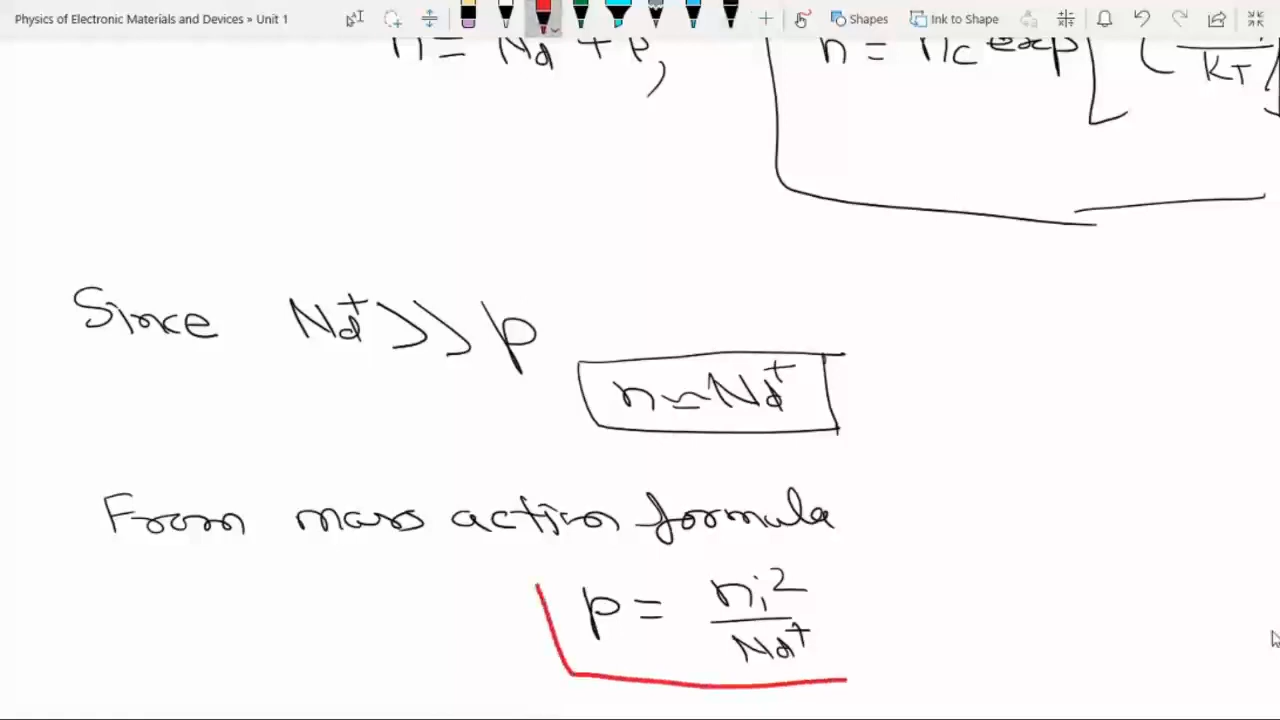 Physics of Electronic Materials and Devices » Unit 1
Shapes
Ink to Shape
n = Nd + p,
n = nc exp[(
KT
Since Nd⁺ >> p
n ≃ Nd⁺
From mass action formula
p = ni²/Nd⁺